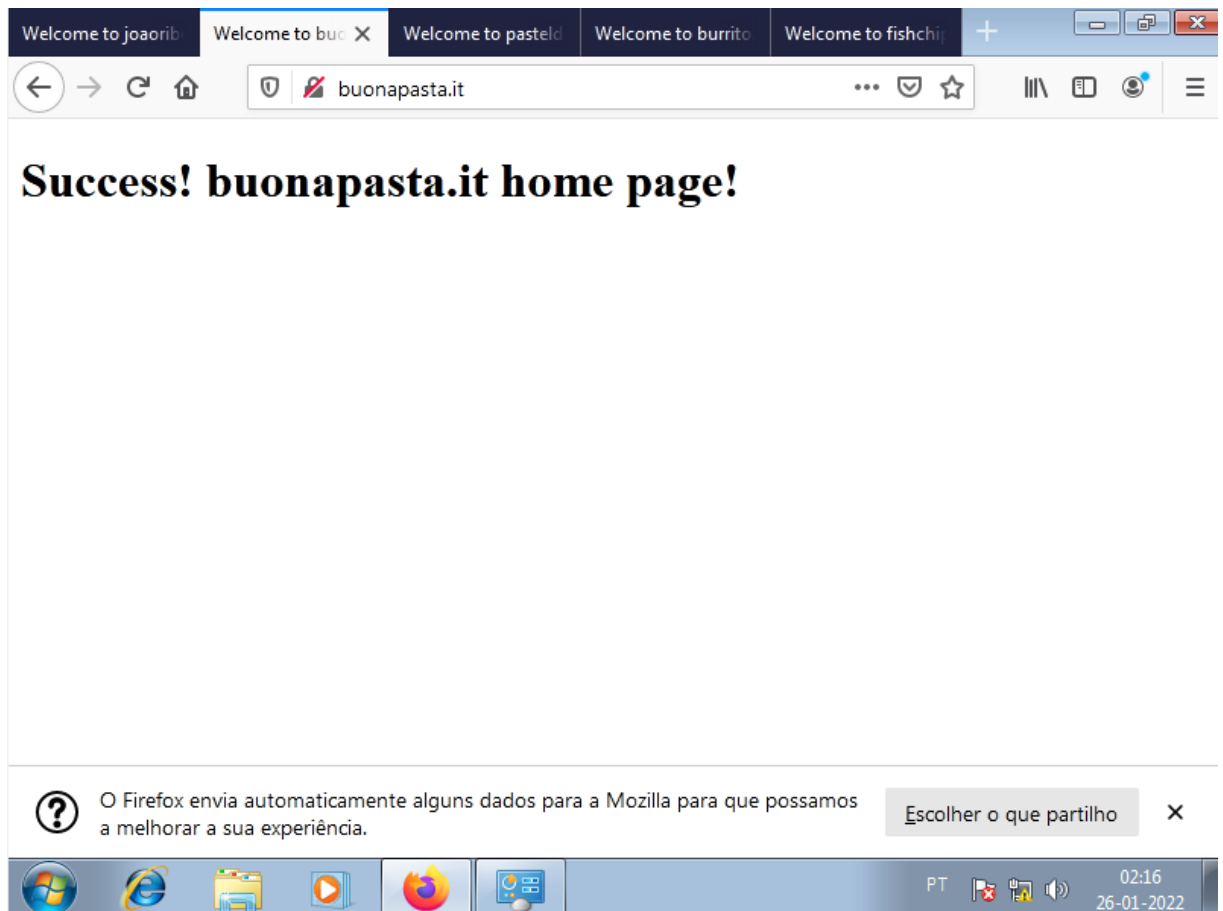 Welcome to joaorib
Welcome to buo
Welcome to pasteld
Welcome to burrito
Welcome to fishchip
buonapasta.it
Success! buonapasta.it home page!
O Firefox envia automaticamente alguns dados para a Mozilla para que possamos
a melhorar a sua experiência.
Escolher o que partilho
PT
02:16
26-01-2022